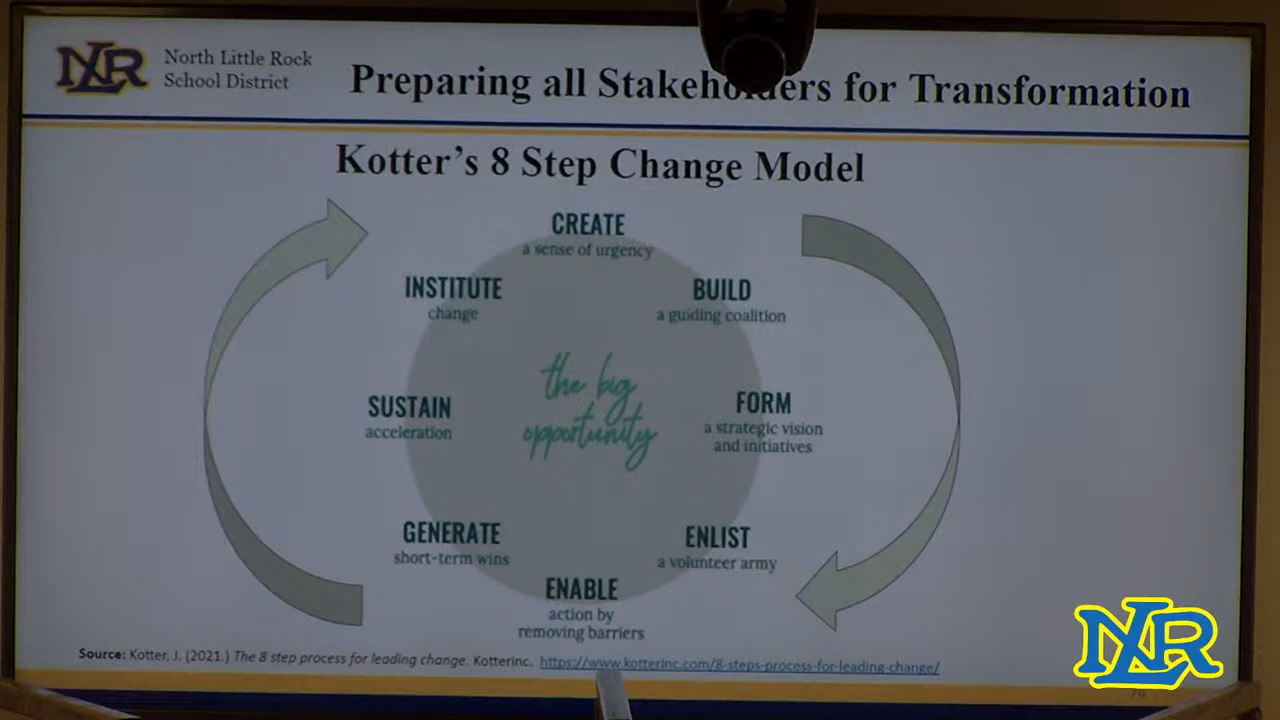 NLR
North Little Rock
School District
Preparing all Stakeholders for Transformation
Kotter's 8 Step Change Model
CREATE
a sense of urgency
BUILD
a guiding coalition
FORM
a strategic vision
and initiatives
ENLIST
a volunteer army
ENABLE
action by
removing barriers
GENERATE
short-term wins
SUSTAIN
acceleration
INSTITUTE
change
the big
opportunity
Source: Kotter, J. (2021.) The 8 step process for leading change. Kotterinc. https://www.kotterinc.com/8-steps-process-for-leading-change/
NLR